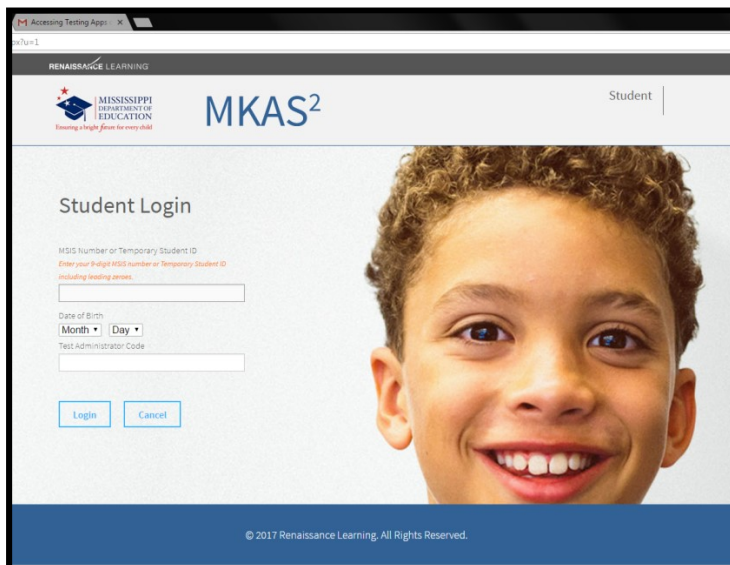 Accessing Testing Apps
px?u=1
RENAISSANCE LEARNING
MISSISSIPPI
DEPARTMENT OF
EDUCATION
Ensuring a bright future for every child
MKAS²
Student
Student Login
MSIS Number or Temporary Student ID
Enter your 9-digit MSIS number or Temporary Student ID
including leading zeroes.
Date of Birth
Month Day
Test Administrator Code
Login Cancel
© 2017 Renaissance Learning. All Rights Reserved.